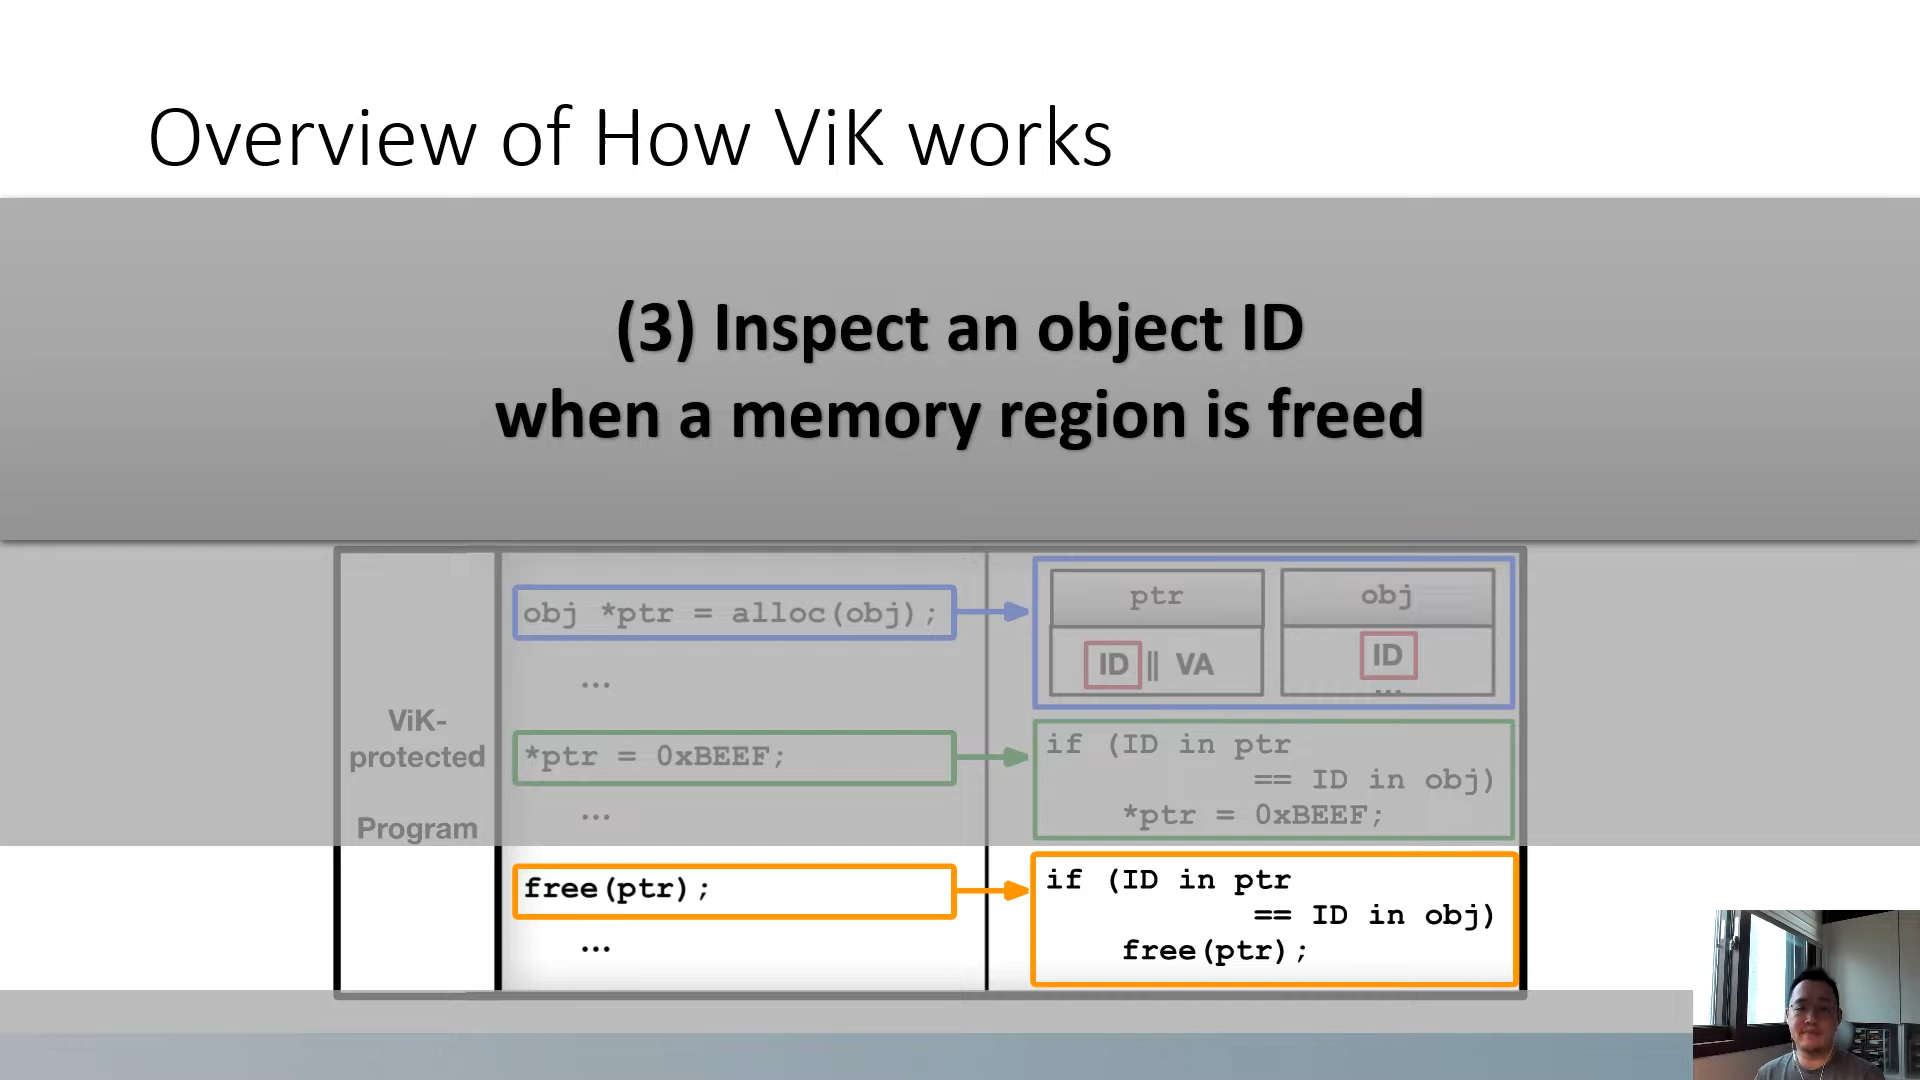 Overview of How ViK works
(3) Inspect an object ID
when a memory region is freed
ViK-
protected
Program
obj *ptr = alloc(obj);
...
*ptr = 0xBEEF;
...
free(ptr);
...
ptr
ID || VA
obj
ID
...
if (ID in ptr
== ID in obj)
*ptr = 0xBEEF;
if (ID in ptr
== ID in obj)
free(ptr);